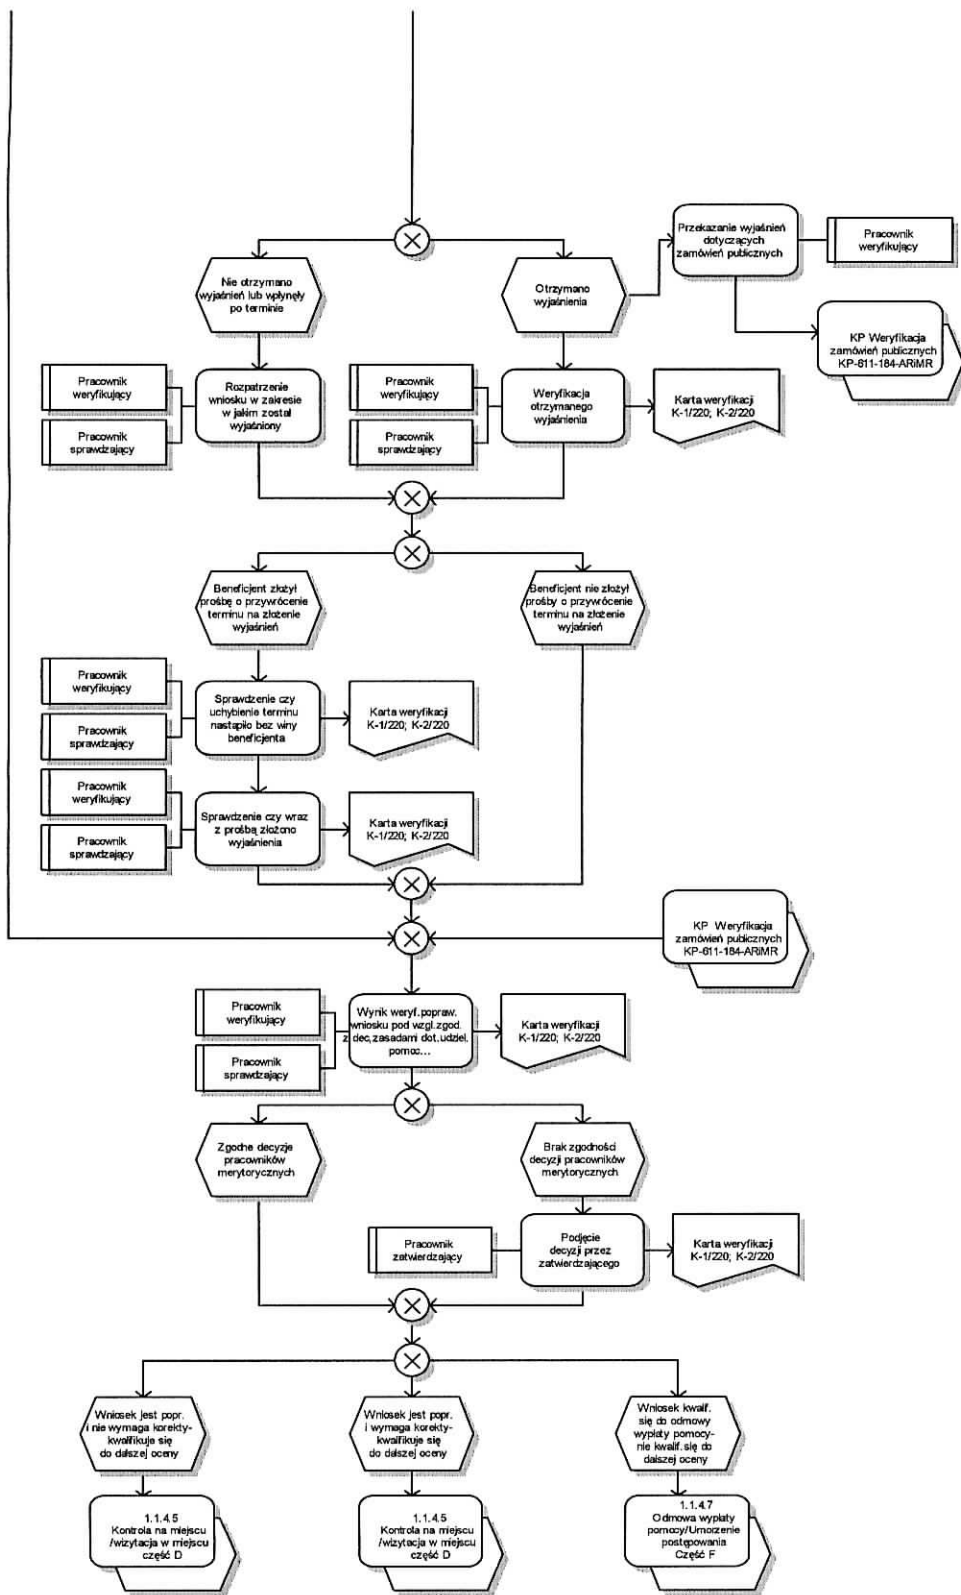 Przekazanie wyjaśnień
dotyczących
zamówień publicznych
Pracownik
weryfikujący
Nie otrzymano
wyjaśnień lub wpłynęły
po terminie
Otrzymano
wyjaśnienia
KP Weryfikacja
zamówień publicznych
KP-611-184-ARiMR
Pracownik
weryfikujący
Pracownik
sprawdzający
Rozpatrzenie
wniosku w zakresie
w jakim został
wyjaśniony
Pracownik
weryfikujący
Pracownik
sprawdzający
Weryfikacja
otrzymanego
wyjaśnienia
Karta weryfikacji
K-1/220; K-2/220
Beneficjent złożył
prośbę o przywrócenie
terminu na złożenie
wyjaśnień
Beneficjent nie złożył
prośby o przywrócenie
terminu na złożenie
wyjaśnień
Pracownik
weryfikujący
Pracownik
sprawdzający
Sprawdzenie czy
uchybienie terminu
nastąpiło bez winy
beneficjenta
Karta weryfikacji
K-1/220; K-2/220
Pracownik
weryfikujący
Pracownik
sprawdzający
Sprawdzenie czy wraz
z prośbą złożono
wyjaśnienia
Karta weryfikacji
K-1/220; K-2/220
KP Weryfikacja
zamówień publicznych
KP-611-184-ARiMR
Pracownik
weryfikujący
Pracownik
sprawdzający
Wynik weryf.popraw.
wniosku pod wzgl.zgod.
z dec,zasadami dot.udziel.
pomoc...
Karta weryfikacji
K-1/220; K-2/220
Zgodne decyzje
pracowników
merytorycznych
Brak zgodności
decyzji pracowników
merytorycznych
Pracownik
zatwierdzający
Podjęcie
decyzji przez
zatwierdzającego
Karta weryfikacji
K-1/220; K-2/220
Wniosek jest popr.
i nie wymaga korekty-
kwalifikuje się
do dalszej oceny
Wniosek jest popr.
i wymaga korekty-
kwalifikuje się
do dalszej oceny
Wniosek kwalif.
się do odmowy
wypłaty pomocy-
nie kwalif.się do
dalszej oceny
1.1.4.5
Kontrola na miejscu
/wizytacja w miejscu
część D
1.1.4.5
Kontrola na miejscu
/wizytacja w miejscu
część D
1.1.4.7
Odmowa wypłaty
pomocy/Umorzenie
postępowania
Część F